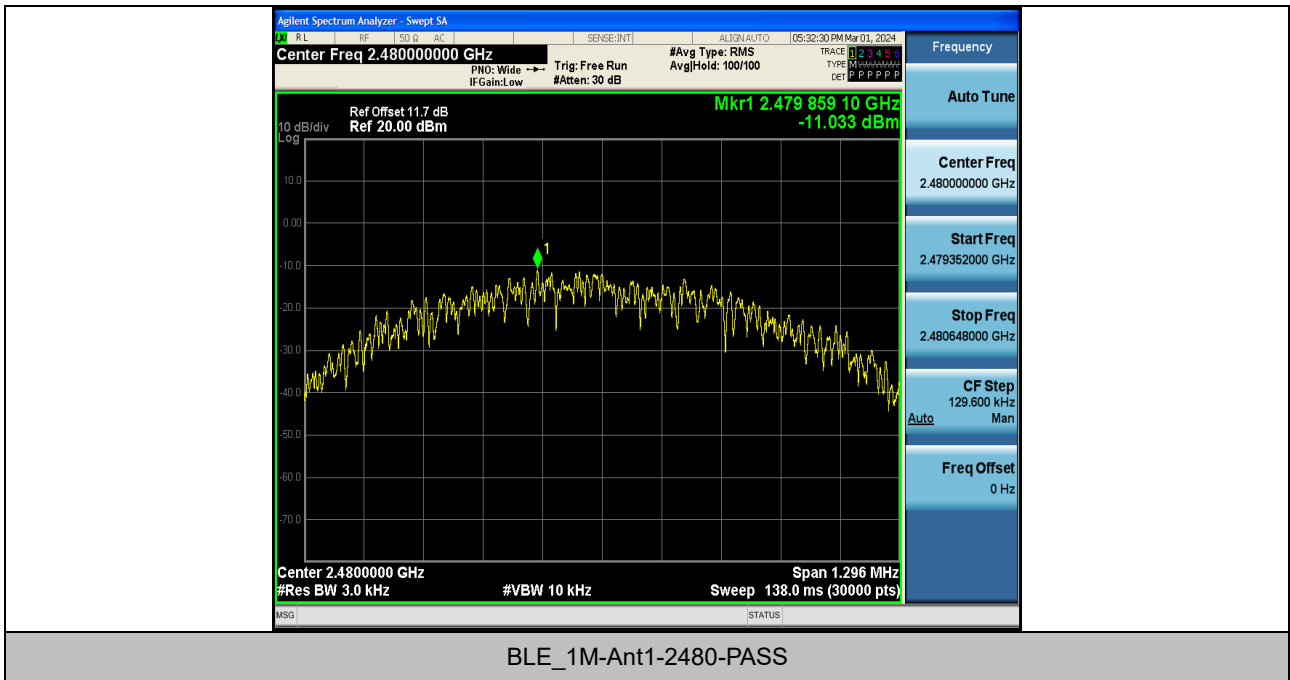 Agilent Spectrum Analyzer - Swept SA
RL RF 50 Ω AC SENSE:INT ALIGN AUTO 05:32:30 PM Mar 01, 2024
Center Freq 2.480000000 GHz
PNO: Wide
IFGain:Low
Trig: Free Run
#Atten: 30 dB
#Avg Type: RMS
Avg|Hold: 100/100
TRACE 1 2 3 4 5 6
TYPE M WWWWW
DET P P P P P P
Ref Offset 11.7 dB
10 dB/div Ref 20.00 dBm
Log
Mkr1 2.479 859 10 GHz
-11.033 dBm
10.0
0.00
-10.0
-20.0
-30.0
-40.0
-50.0
-60.0
-70.0
1
Center 2.4800000 GHz Span 1.296 MHz
#Res BW 3.0 kHz #VBW 10 kHz Sweep 138.0 ms (30000 pts)
MSG STATUS
Frequency
Auto Tune
Center Freq
2.480000000 GHz
Start Freq
2.479352000 GHz
Stop Freq
2.480648000 GHz
CF Step
129.600 kHz
Auto Man
Freq Offset
0 Hz
BLE_1M-Ant1-2480-PASS